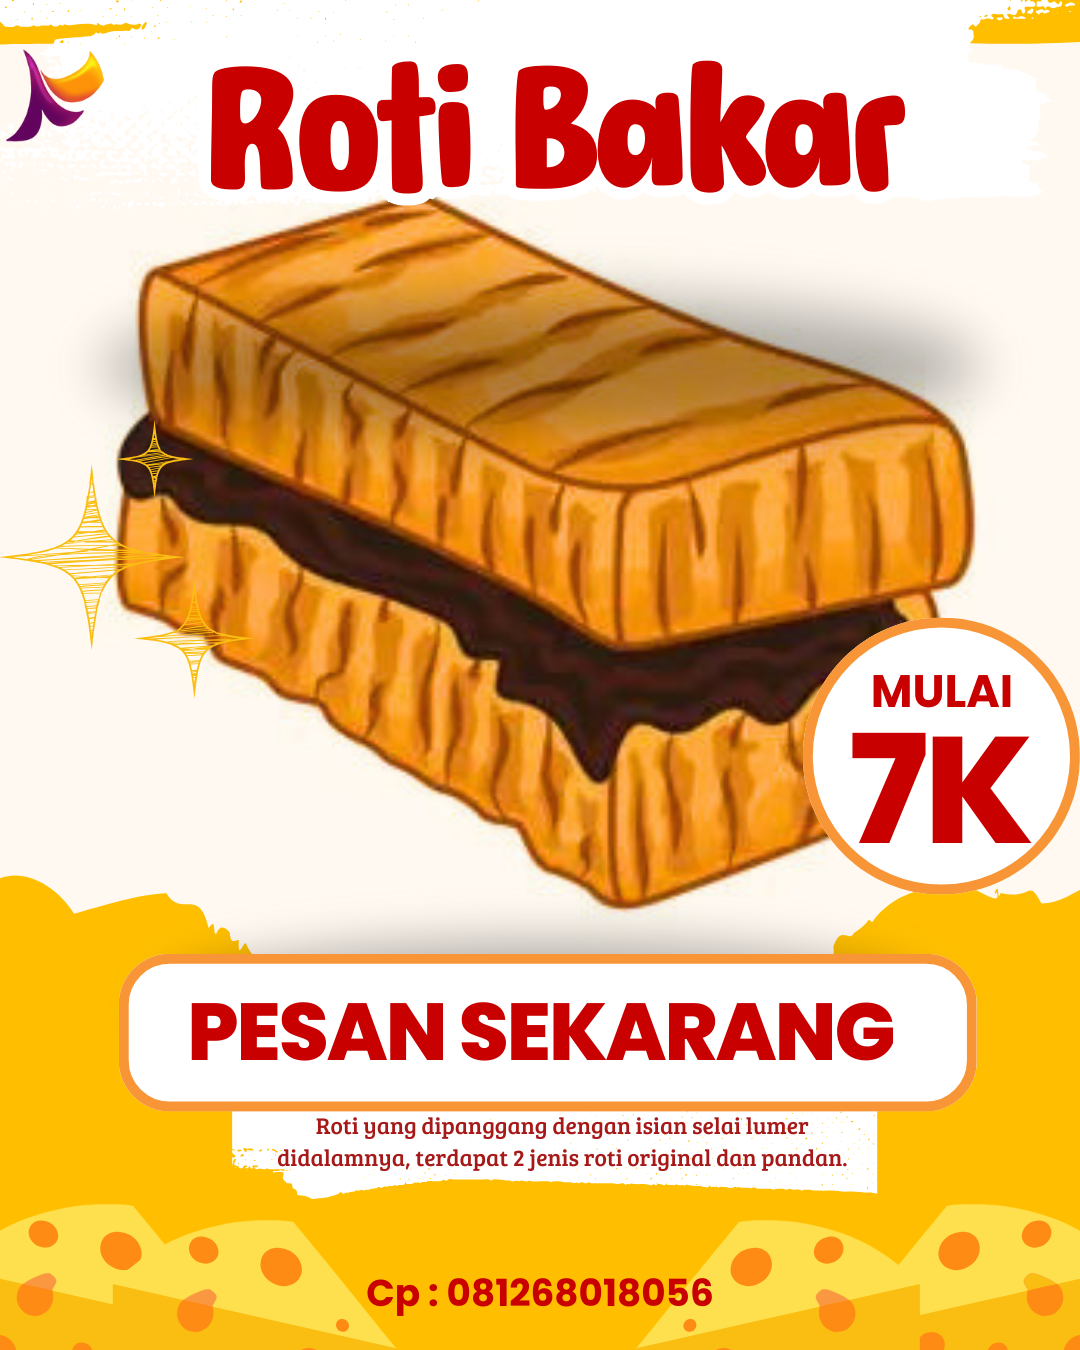 Roti Bakar
MULAI
7K
PESAN SEKARANG
Roti yang dipanggang dengan isian selai lumer
didalamnya, terdapat 2 jenis roti original dan pandan.
Cp : 081268018056